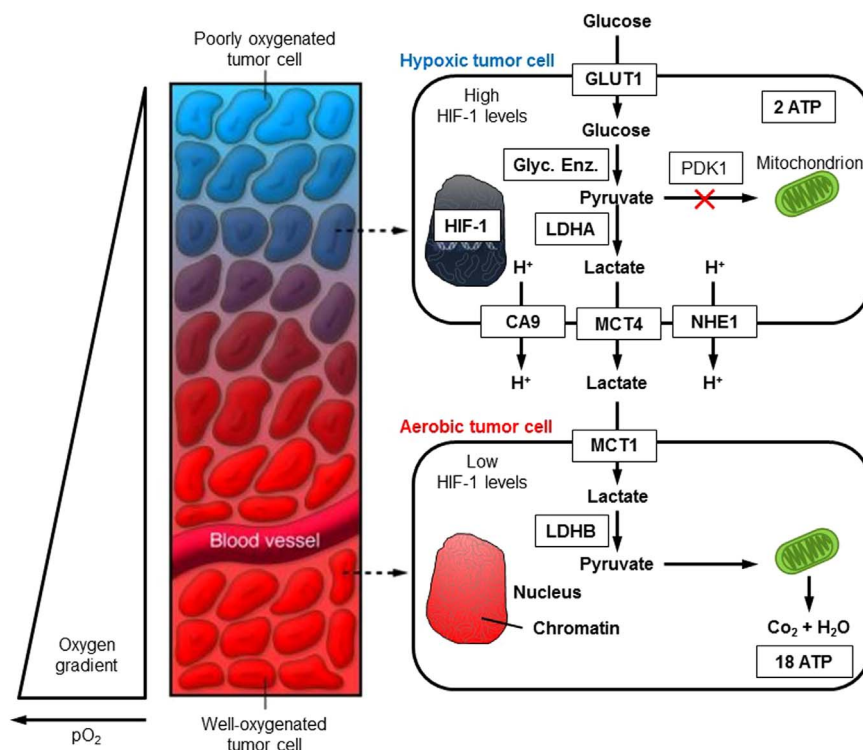 Poorly oxygenated
tumor cell
Blood vessel
Well-oxygenated
tumor cell
Oxygen
gradient
pO₂
Glucose
Hypoxic tumor cell
GLUT1
High
HIF-1 levels
2 ATP
Glucose
Glyc. Enz.
PDK1
Mitochondrion
Pyruvate
HIF-1
LDHA
H⁺
Lactate
H⁺
CA9
MCT4
NHE1
H⁺
Lactate
H⁺
Aerobic tumor cell
MCT1
Low
HIF-1 levels
Lactate
LDHB
Pyruvate
Nucleus
Chromatin
Co₂ + H₂O
18 ATP